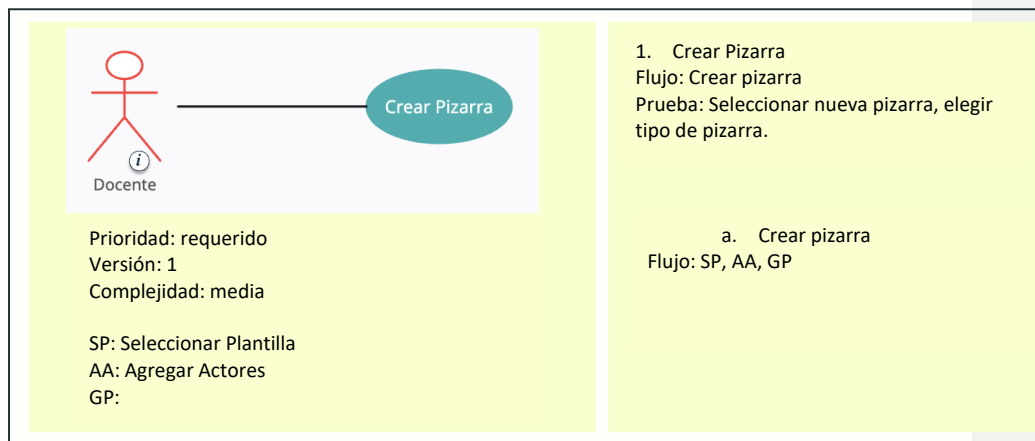 Crear Pizarra
i
Docente
Prioridad: requerido
Versión: 1
Complejidad: media
SP: Seleccionar Plantilla
AA: Agregar Actores
GP:
1. Crear Pizarra
Flujo: Crear pizarra
Prueba: Seleccionar nueva pizarra, elegir
tipo de pizarra.
a. Crear pizarra
Flujo: SP, AA, GP